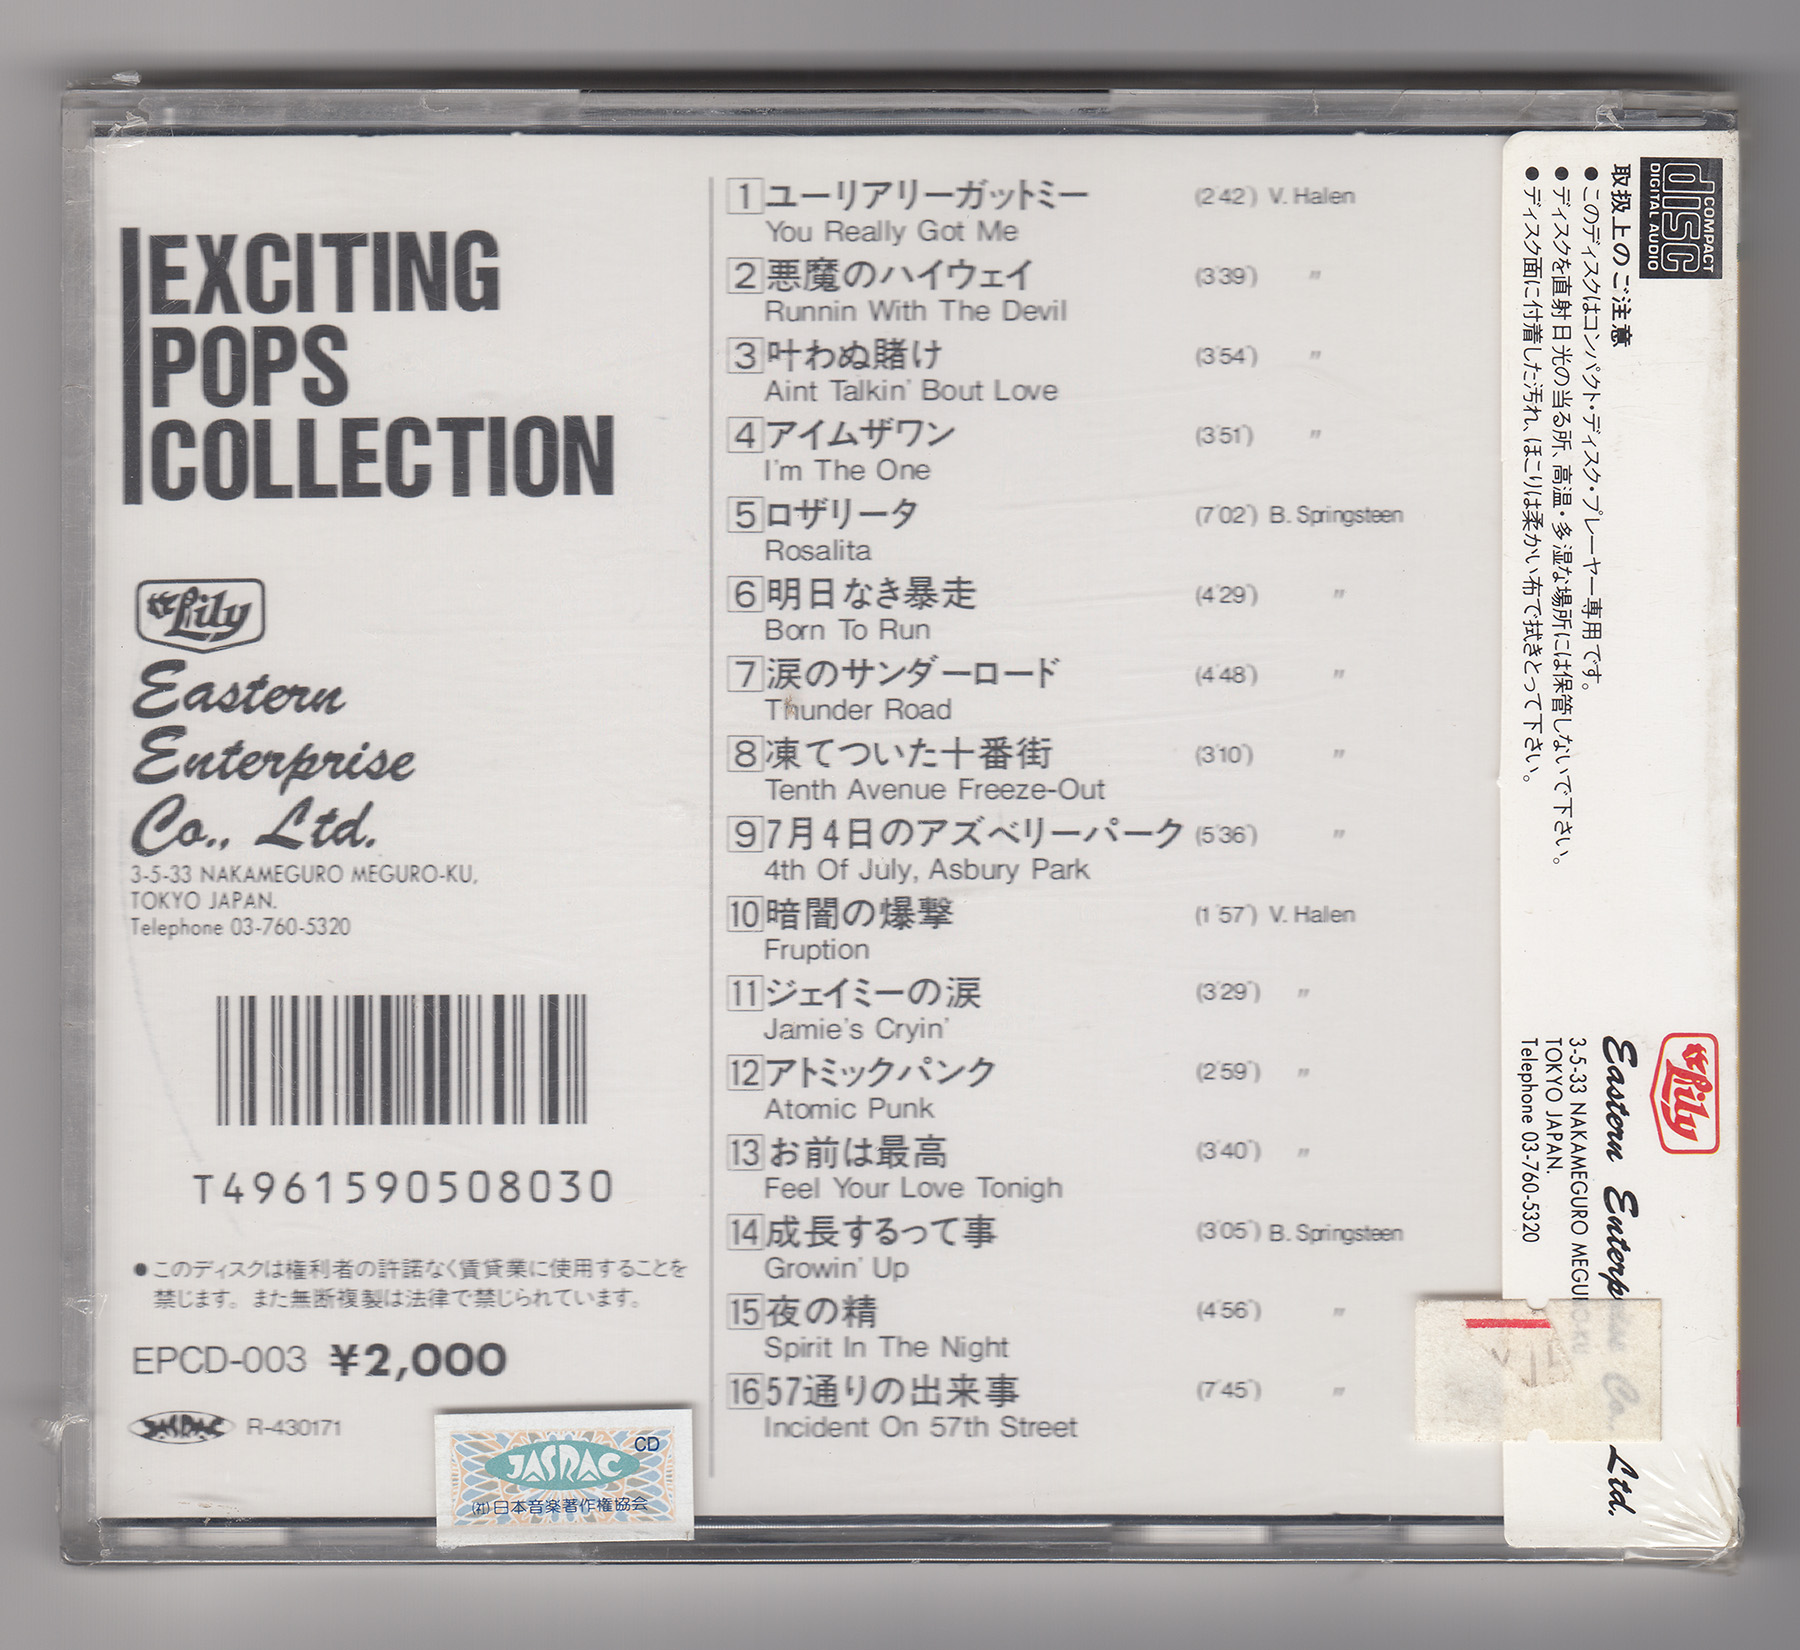 EXCITING
POPS
COLLECTION
Lily
Eastern
Enterprise
Co., Ltd.
3-5-33 NAKAMEGURO MEGURO-KU,
TOKYO JAPAN.
Telephone 03-760-5320
T4961590508030
●このディスクは権利者の許諾なく賃貸業に使用することを
禁じます。また無断複製は法律で禁じられています。
EPCD-003 ¥2,000
JASRAC R-430171
CD
JASRAC
(社)日本音楽著作権協会
1 ユーリアリーガットミー (2'42") V. Halen
You Really Got Me
2 悪魔のハイウェイ (3'39") 〃
Runnin With The Devil
3 叶わぬ賭け (3'54") 〃
Aint Talkin' Bout Love
4 アイムザワン (3'51") 〃
I'm The One
5 ロザリータ (7'02") B. Springsteen
Rosalita
6 明日なき暴走 (4'29") 〃
Born To Run
7 涙のサンダーロード (4'48") 〃
Thunder Road
8 凍てついた十番街 (3'10") 〃
Tenth Avenue Freeze-Out
9 7月4日のアズベリーパーク (5'36") 〃
4th Of July, Asbury Park
10 暗闇の爆撃 (1'57") V. Halen
Fruption
11 ジェイミーの涙 (3'29") 〃
Jamie's Cryin'
12 アトミックパンク (2'59") 〃
Atomic Punk
13 お前は最高 (3'40") 〃
Feel Your Love Tonigh
14 成長するって事 (3'05") B. Springsteen
Growin' Up
15 夜の精 (4'56") 〃
Spirit In The Night
16 57通りの出来事 (7'45") 〃
Incident On 57th Street
COMPACT
disc
DIGITAL AUDIO
取扱上のご注意
●このディスクはコンパクト・ディスク・プレーヤー専用です。
●ディスクを直射日光の当る所、高温・多湿な場所には保管しないで下さい。
●ディスク面に付着した汚れ、ほこりは柔かい布で拭きとって下さい。
Lily
Eastern Enterprise Co., Ltd.
3-5-33 NAKAMEGURO MEGURO-KU
TOKYO JAPAN.
Telephone 03-760-5320